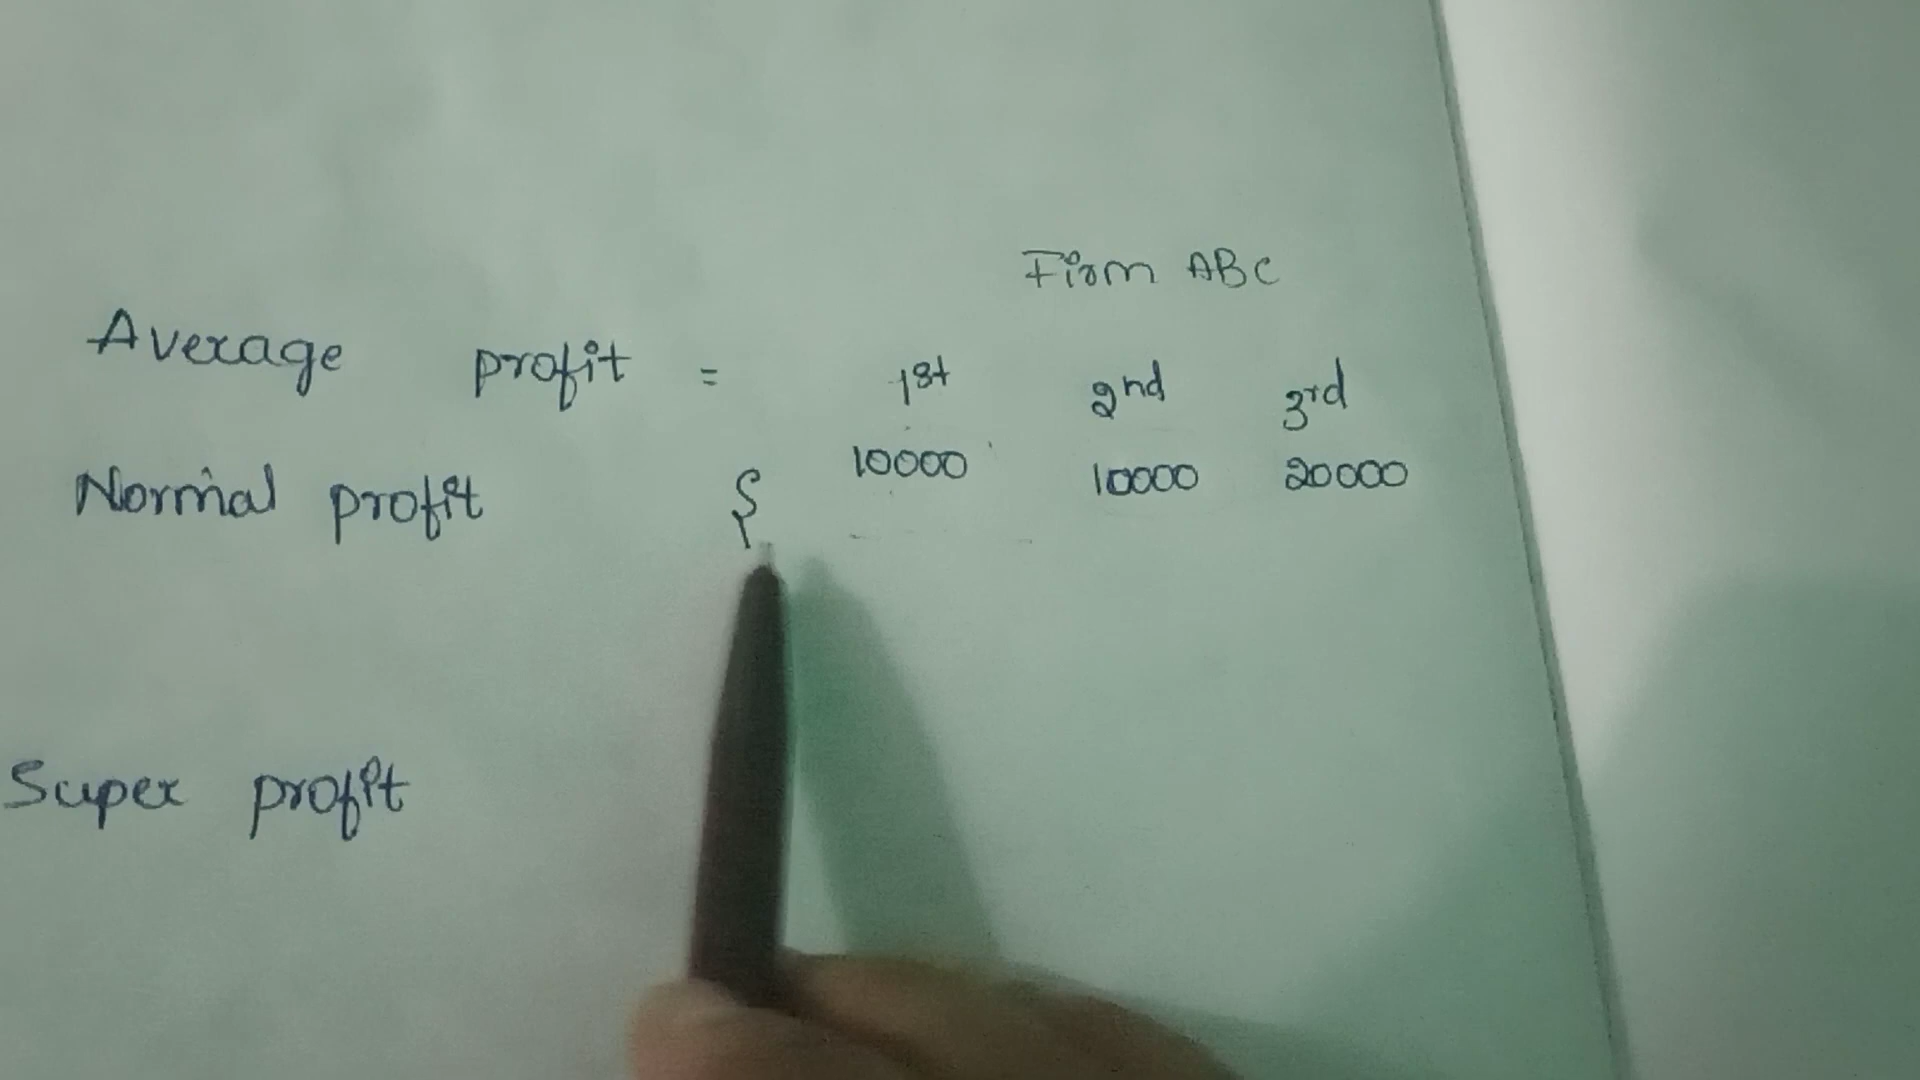 Firm ABC
Average profit = 1st 2nd 3rd
10000 10000 20000
Normal profit
Super profit